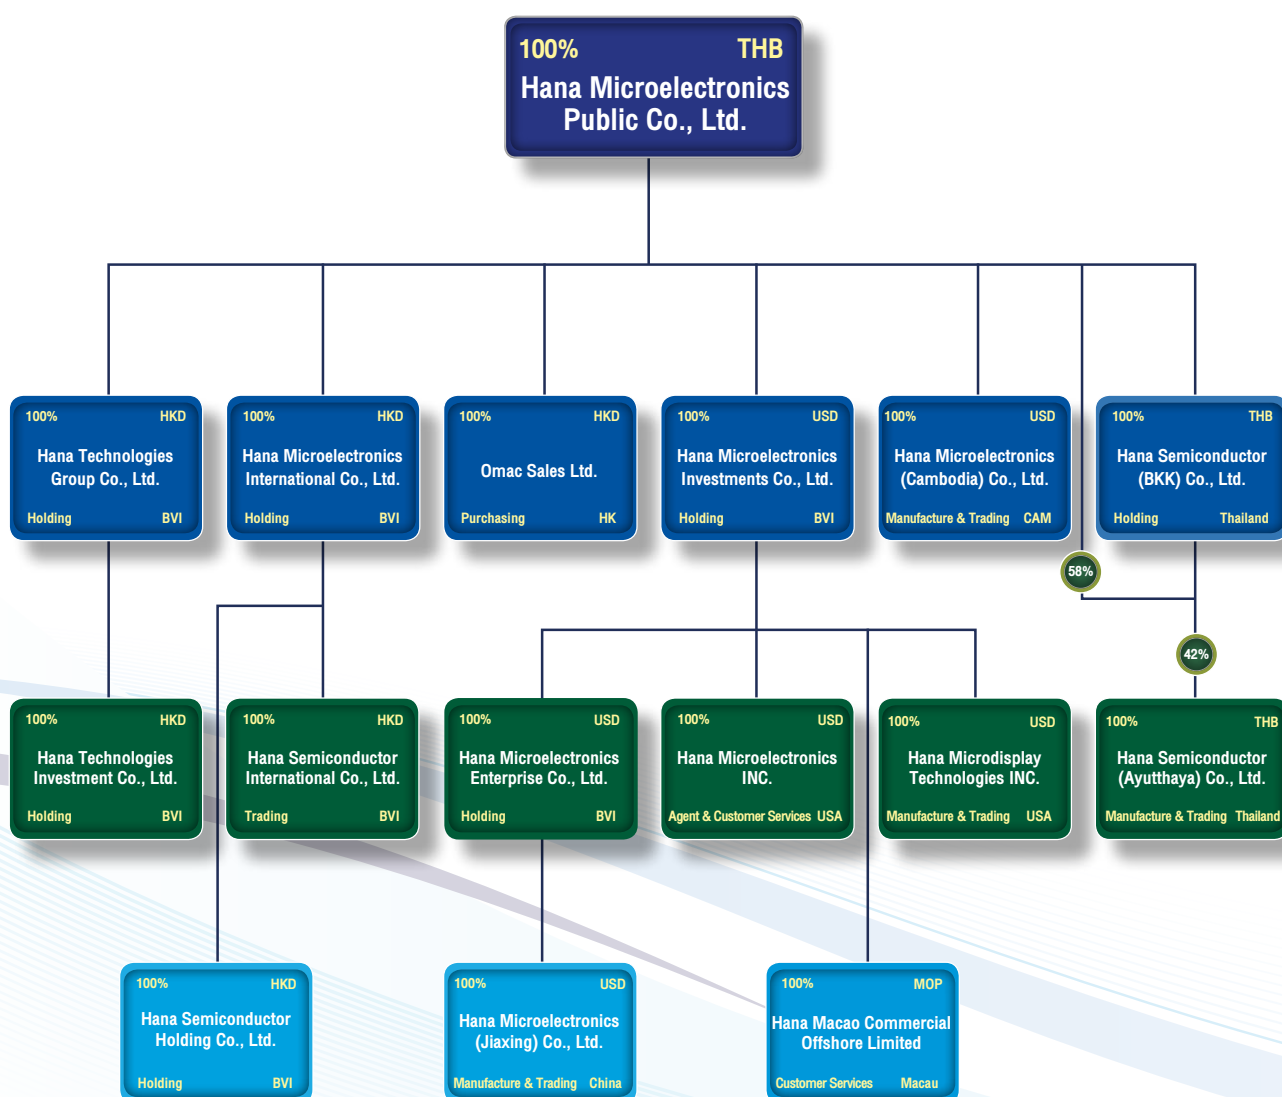 100% THB
Hana Microelectronics
Public Co., Ltd.
100% HKD
Hana Technologies
Group Co., Ltd.
Holding BVI
100% HKD
Hana Microelectronics
International Co., Ltd.
Holding BVI
100% HKD
Omac Sales Ltd.
Purchasing HK
100% USD
Hana Microelectronics
Investments Co., Ltd.
Holding BVI
100% USD
Hana Microelectronics
(Cambodia) Co., Ltd.
Manufacture & Trading CAM
100% THB
Hana Semiconductor
(BKK) Co., Ltd.
Holding Thailand
58%
42%
100% HKD
Hana Technologies
Investment Co., Ltd.
Holding BVI
100% HKD
Hana Semiconductor
International Co., Ltd.
Trading BVI
100% USD
Hana Microelectronics
Enterprise Co., Ltd.
Holding BVI
100% USD
Hana Microelectronics
INC.
Agent & Customer Services USA
100% USD
Hana Microdisplay
Technologies INC.
Manufacture & Trading USA
100% THB
Hana Semiconductor
(Ayutthaya) Co., Ltd.
Manufacture & Trading Thailand
100% HKD
Hana Semiconductor
Holding Co., Ltd.
Holding BVI
100% USD
Hana Microelectronics
(Jiaxing) Co., Ltd.
Manufacture & Trading China
100% MOP
Hana Macao Commercial
Offshore Limited
Customer Services Macau